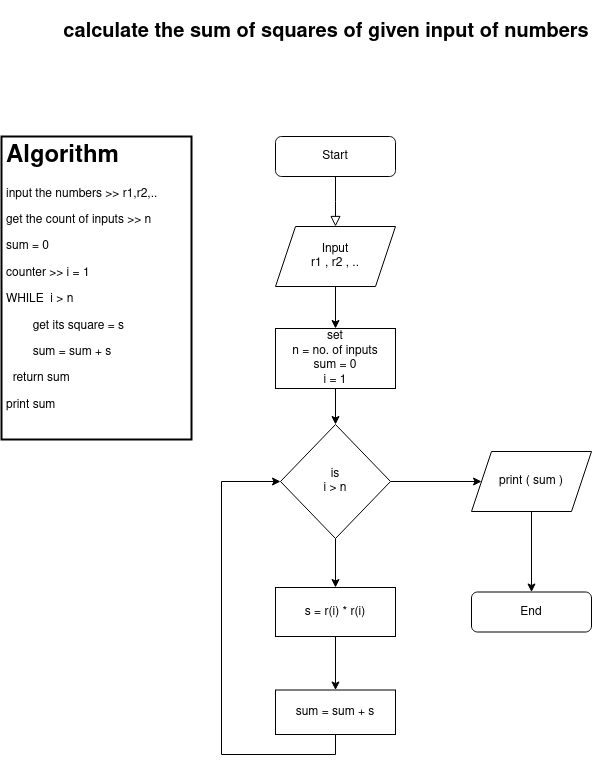 calculate the sum of squares of given input of numbers
Algorithm
input the numbers >> r1,r2,..
get the count of inputs >> n
sum = 0
counter >> i = 1
WHILE  i > n
get its square = s
sum = sum + s
return sum
print sum
Start
Input
r1 , r2 , ..
set
n = no. of inputs
sum = 0
i = 1
is
i > n
print ( sum )
s = r(i) * r(i)
End
sum = sum + s